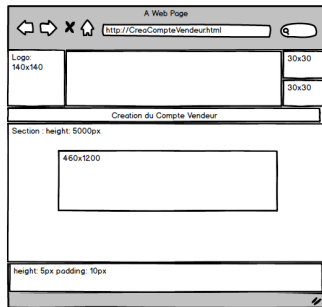 A Web Page
http://CreaCompteVendeur.html
Logo:
140x140
30x30
30x30
Creation du Compte Vendeur
Section : height: 5000px
460x1200
height: 5px padding: 10px